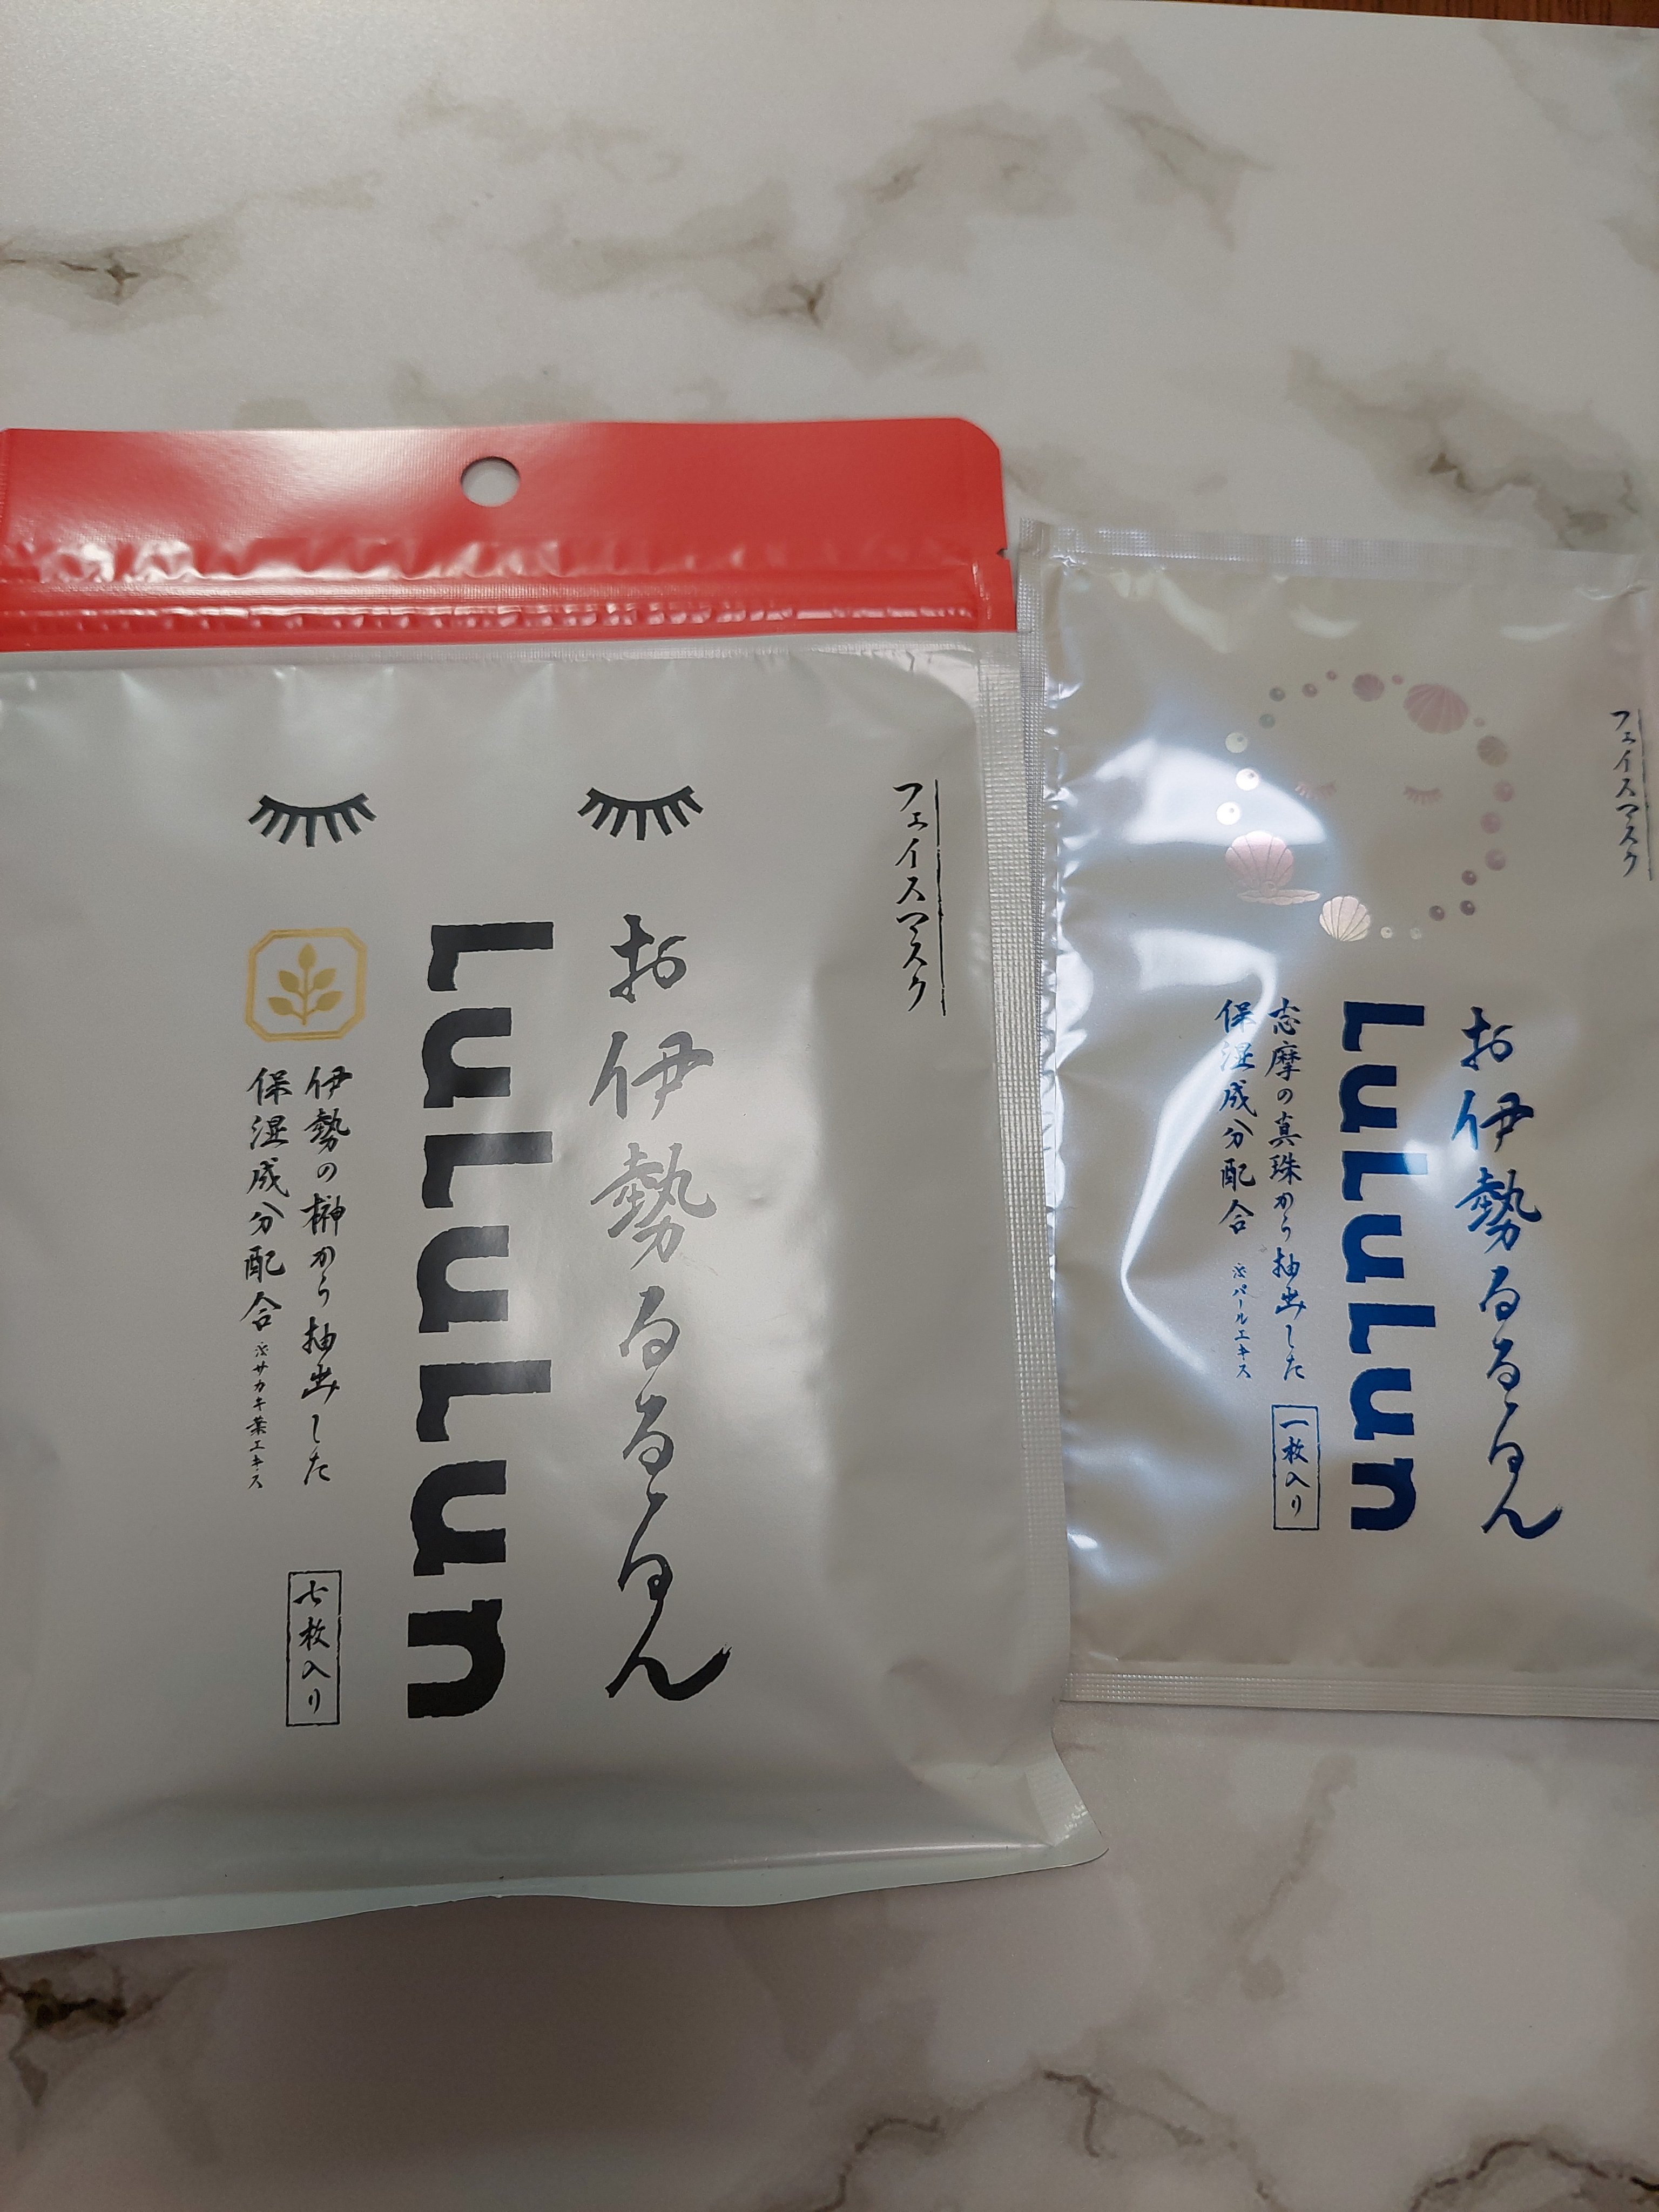 フェイスマスク
お伊勢るるるん
LuLuLun
伊勢の榊から抽出した
保湿成分配合 ※サカキ葉エキス
七枚入り
フェイスマスク
お伊勢るるるん
LuLuLun
志摩の真珠から抽出した
保湿成分配合 ※パールエキス
一枚入り